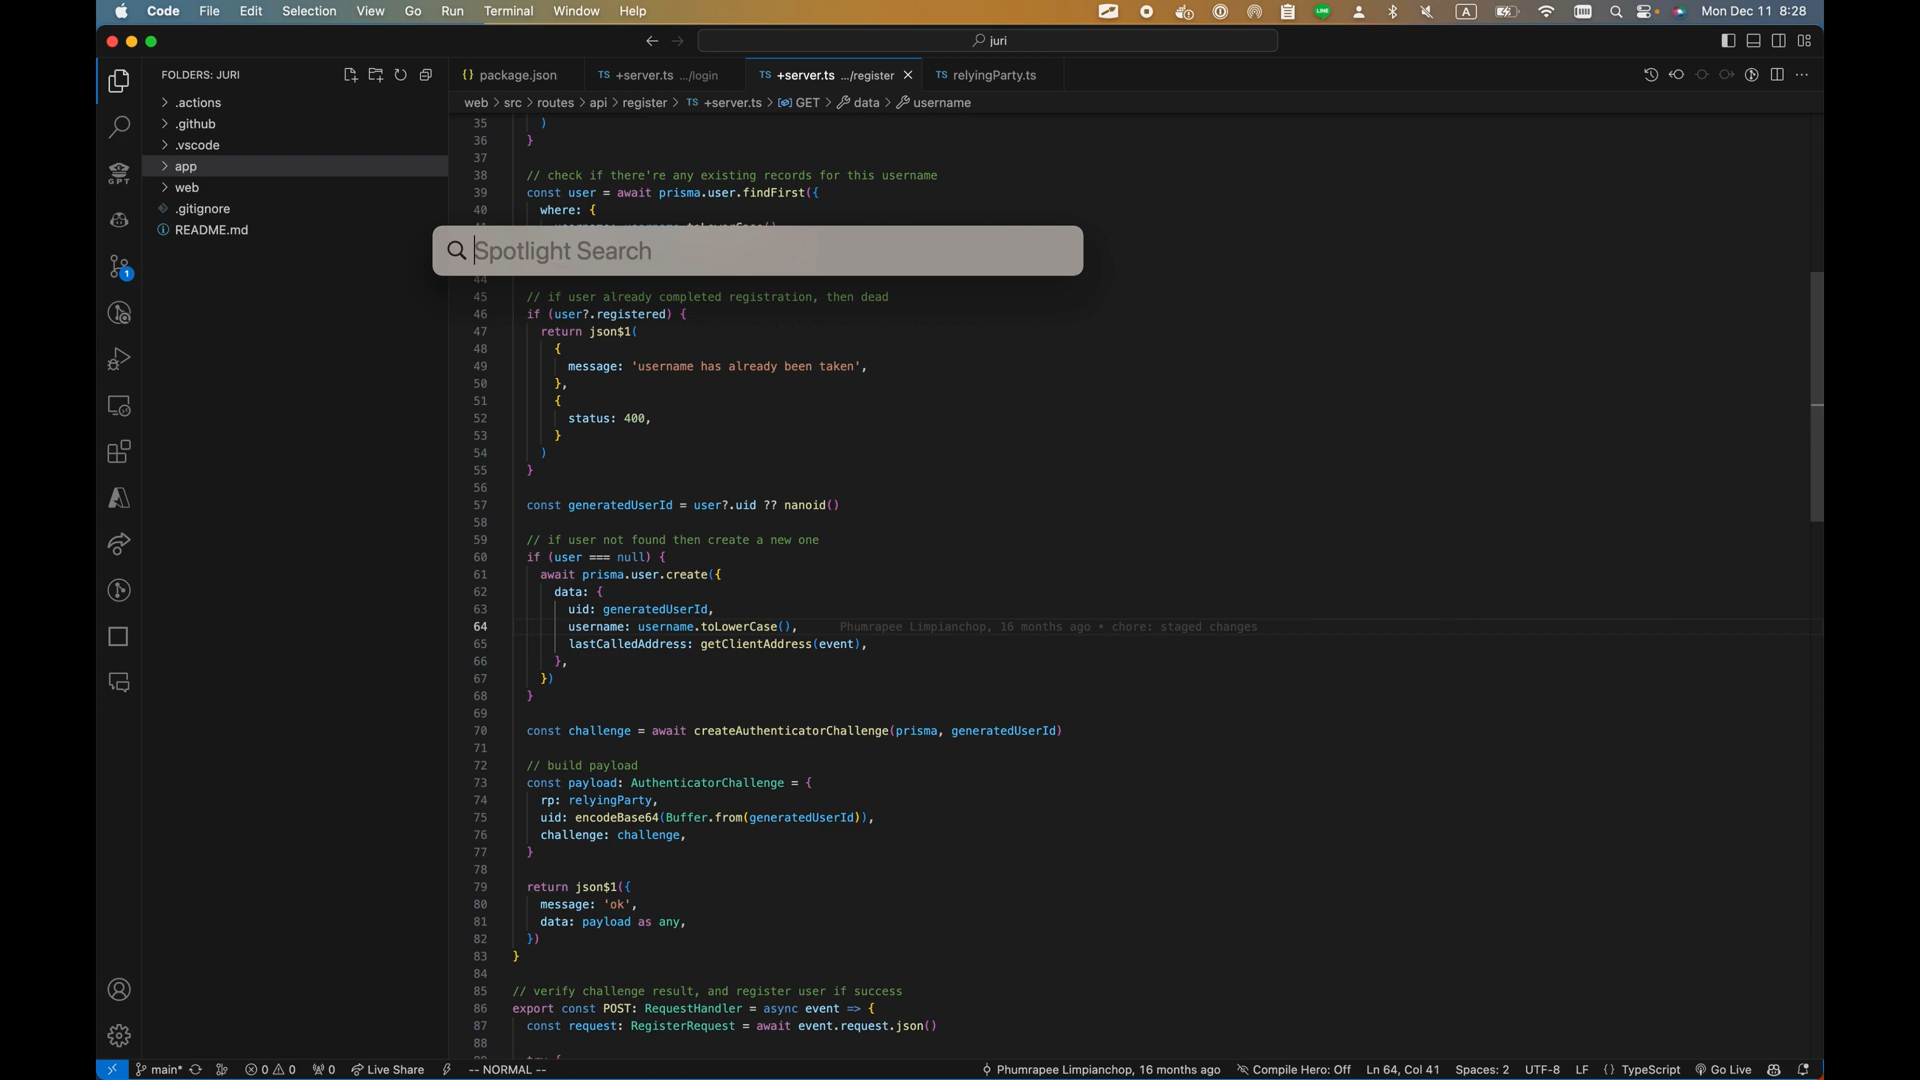 Code File Edit Selection View Go Run Terminal Window Help
LINE A Mon Dec 11 8:28
juri
FOLDERS: JURI
{} package.json TS +server.ts .../login TS +server.ts .../register TS relyingParty.ts
web > src > routes > api > register > TS +server.ts > GET > data > username
.actions
.github
.vscode
app
web
.gitignore
README.md
GPT
1
35 )
36 }
37
38 // check if there're any existing records for this username
39 const user = await prisma.user.findFirst({
40 where: {
Spotlight Search
44
45 // if user already completed registration, then dead
46 if (user?.registered) {
47 return json$1(
48 {
49 message: 'username has already been taken',
50 },
51 {
52 status: 400,
53 }
54 )
55 }
56
57 const generatedUserId = user?.uid ?? nanoid()
58
59 // if user not found then create a new one
60 if (user === null) {
61 await prisma.user.create({
62 data: {
63 uid: generatedUserId,
64 username: username.toLowerCase(), Phumrapee Limpianchop, 16 months ago • chore: staged changes
65 lastCalledAddress: getClientAddress(event),
66 },
67 })
68 }
69
70 const challenge = await createAuthenticatorChallenge(prisma, generatedUserId)
71
72 // build payload
73 const payload: AuthenticatorChallenge = {
74 rp: relyingParty,
75 uid: encodeBase64(Buffer.from(generatedUserId)),
76 challenge: challenge,
77 }
78
79 return json$1({
80 message: 'ok',
81 data: payload as any,
82 })
83 }
84
85 // verify challenge result, and register user if success
86 export const POST: RequestHandler = async event => {
87 const request: RegisterRequest = await event.request.json()
88
main* 0 0 0 Live Share -- NORMAL -- Phumrapee Limpianchop, 16 months ago Compile Hero: Off Ln 64, Col 41 Spaces: 2 UTF-8 LF {} TypeScript Go Live